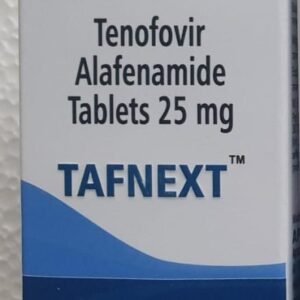 Tenofovir
Alafenamide
Tablets 25 mg
TAFNEXT™